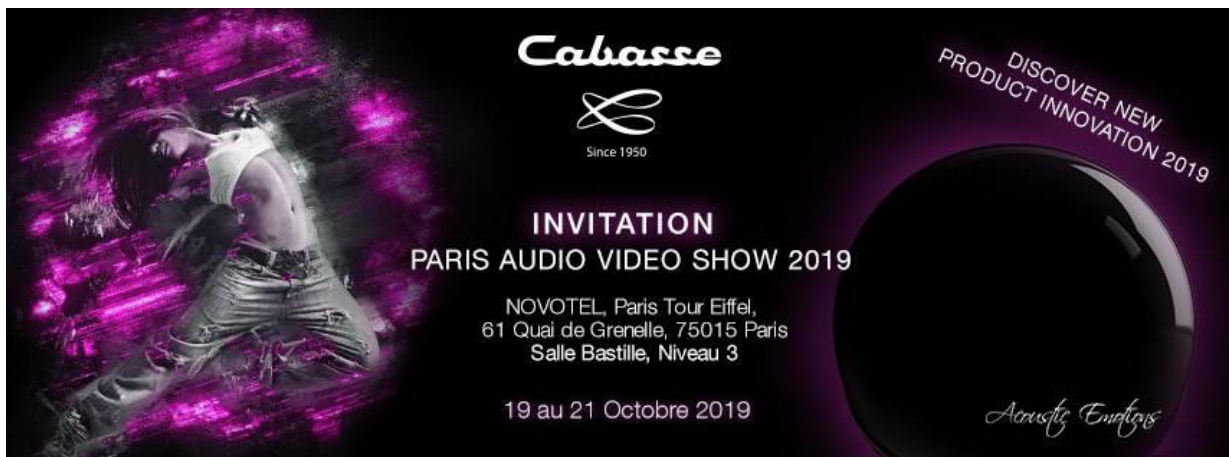 Cabasse
Since 1950
INVITATION
PARIS AUDIO VIDEO SHOW 2019
NOVOTEL, Paris Tour Eiffel,
61 Quai de Grenelle, 75015 Paris
Salle Bastille, Niveau 3
19 au 21 Octobre 2019
DISCOVER NEW
PRODUCT INNOVATION 2019
Acoustic Emotions